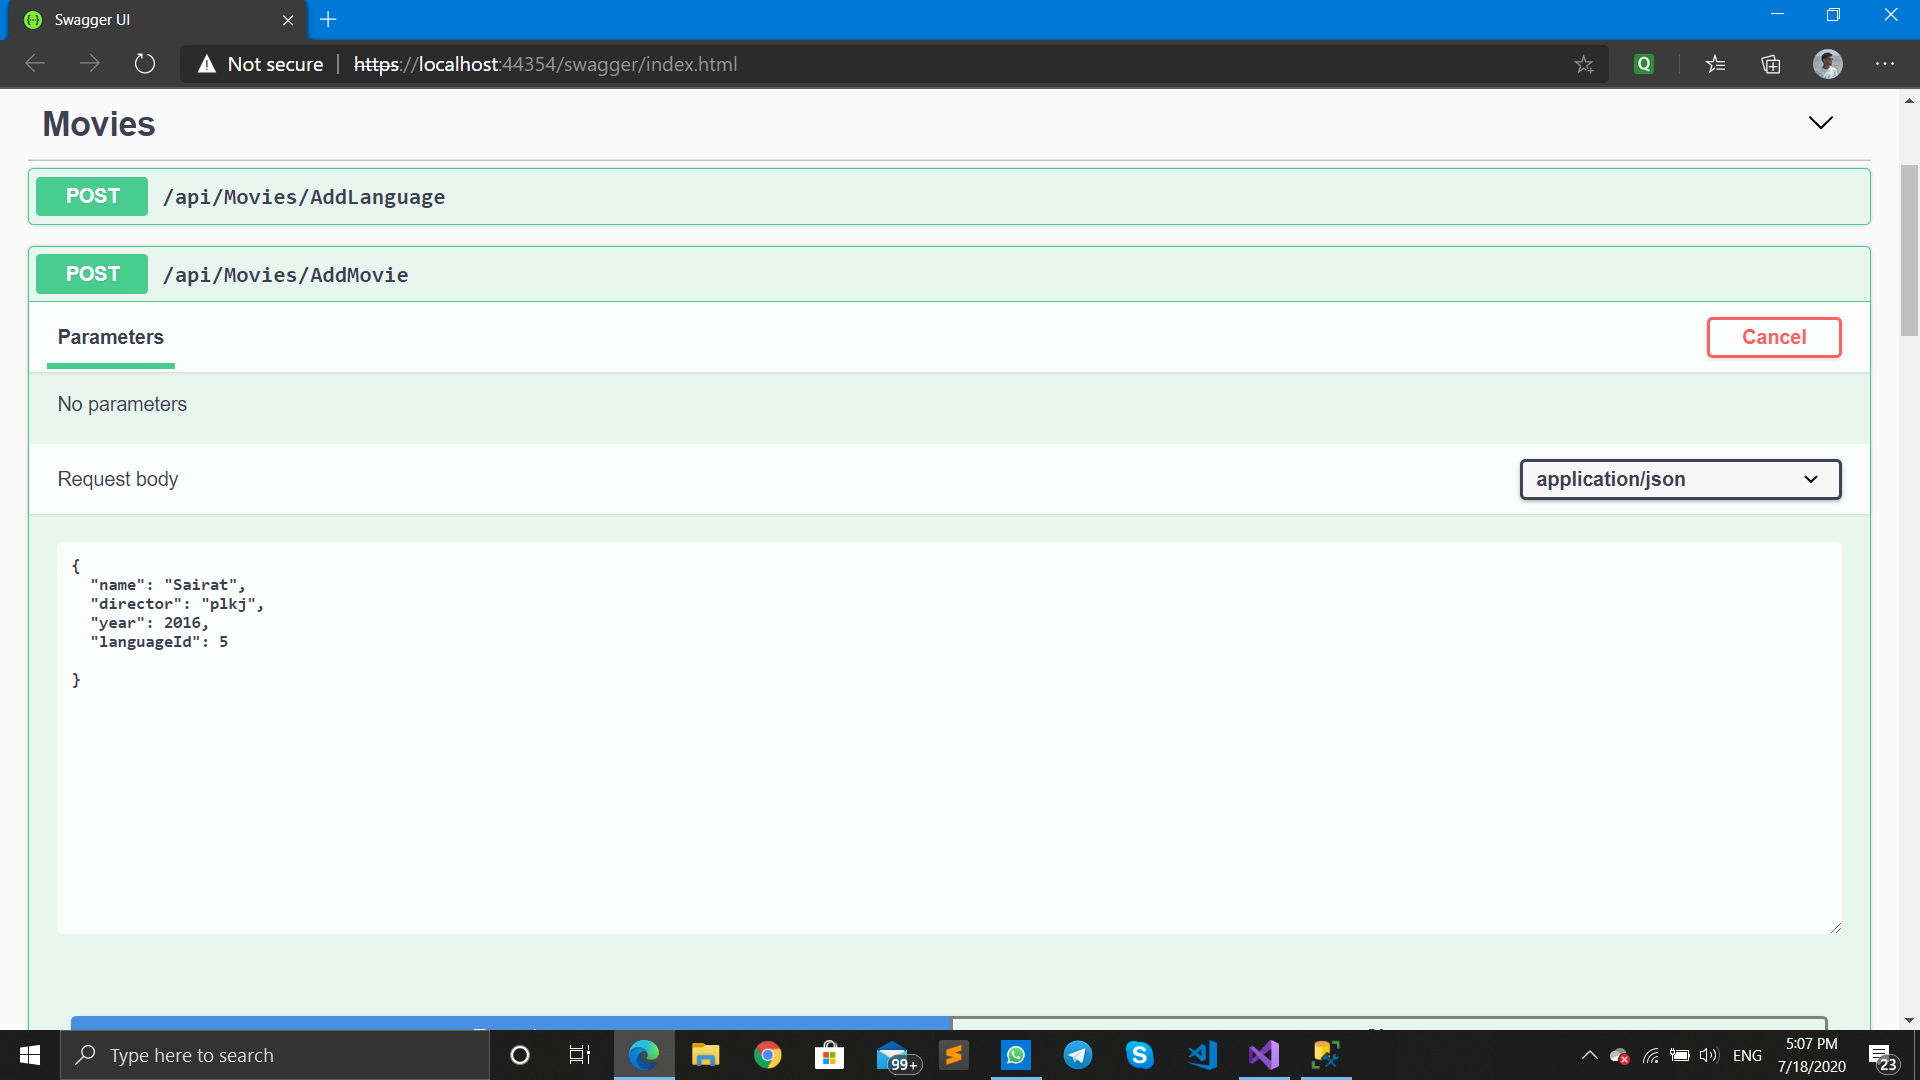 Swagger UI
Not secure
https://localhost:44354/swagger/index.html
Q
Movies
POST
/api/Movies/AddLanguage
POST
/api/Movies/AddMovie
Parameters
Cancel
No parameters
Request body
application/json
{
"name": "Sairat",
"director": "plkj",
"year": 2016,
"languageId": 5
}
Type here to search
99+
ENG
5:07 PM
7/18/2020
23